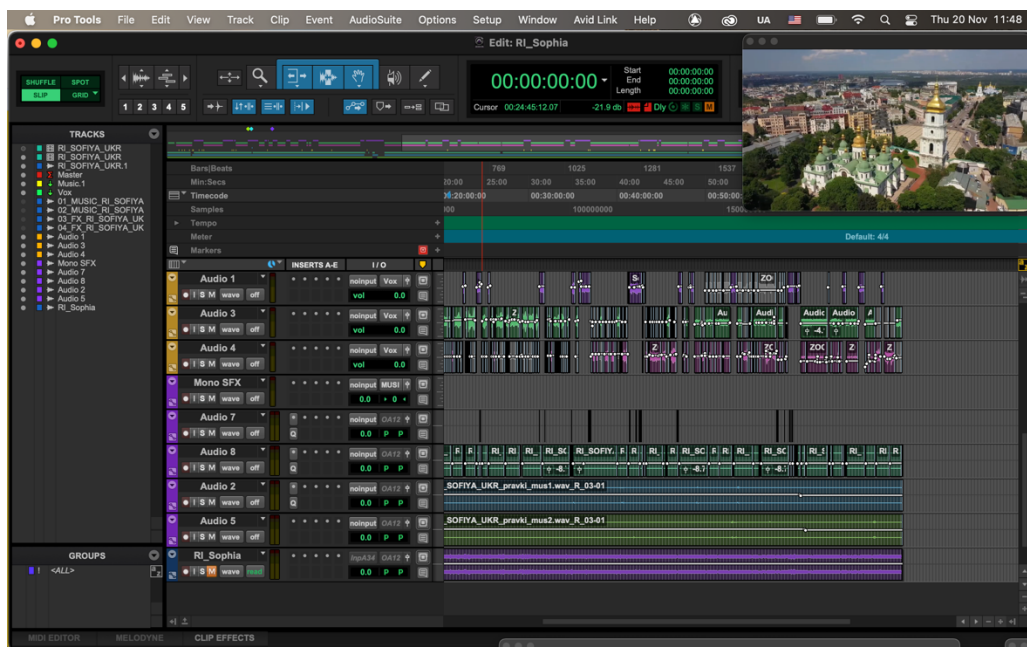 Pro Tools File Edit View Track Clip Event AudioSuite Options Setup Window Avid Link Help UA Thu 20 Nov 11:48
Edit: RI_Sophia
SHUFFLE SPOT
SLIP GRID
1 2 3 4 5
00:00:00:00
Start 00:00:00:00
End 00:00:00:00
Length 00:00:00:00
Cursor 00:24:45:12.07 -21.9 db Dly S M
TRACKS
RI_SOFIYA_UKR
RI_SOFIYA_UKR
RI_SOFIYA_UKR.1
Master
Music.1
Vox
01_MUSIC_RI_SOFIYA
02_MUSIC_RI_SOFIYA
03_FX_RI_SOFIYA_UK
04_FX_RI_SOFIYA_UK
Audio 1
Audio 3
Audio 4
Mono SFX
Audio 7
Audio 8
Audio 2
Audio 5
RI_Sophia
Bars|Beats 769 1025 1281 1537
Min:Secs 20:00 25:00 30:00 35:00 40:00 45:00 50:00
Timecode 00:20:00:00 00:30:00:00 00:40:00:00 00:50:00:
Samples 100000000
Tempo
Meter Default: 4/4
Markers
INSERTS A-E I / O
Audio 1 noinput Vox
I S M wave off vol 0.0
Audio 3 noinput Vox
I S M wave off vol 0.0
Audio 4 noinput Vox
I S M wave off vol 0.0
Mono SFX noinput MUSI
I S M wave off 0.0 0
Audio 7 noinput OA12
I S M wave off 0.0 P P
Audio 8 noinput OA12
I S M wave off 0.0 P P
Audio 2 noinput OA12 SOFIYA_UKR_pravki_mus1.wav_R_03-01
I S M wave off 0.0 P P
Audio 5 noinput OA12 SOFIYA_UKR_pravki_mus2.wav_R_03-01
I S M wave off 0.0 P P
RI_Sophia InpA34 OA12
I S M wave read 0.0 P P
GROUPS
! <ALL>
MIDI EDITOR MELODYNE CLIP EFFECTS